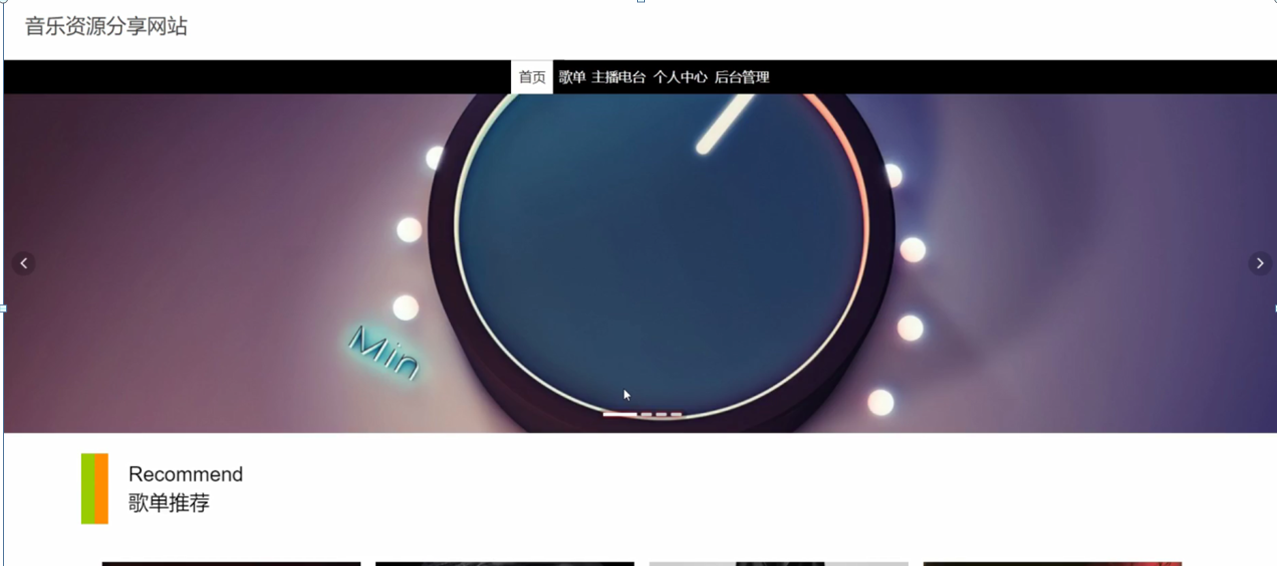 音乐资源分享网站
首页 歌单 主播电台 个人中心 后台管理
Min
Recommend
歌单推荐